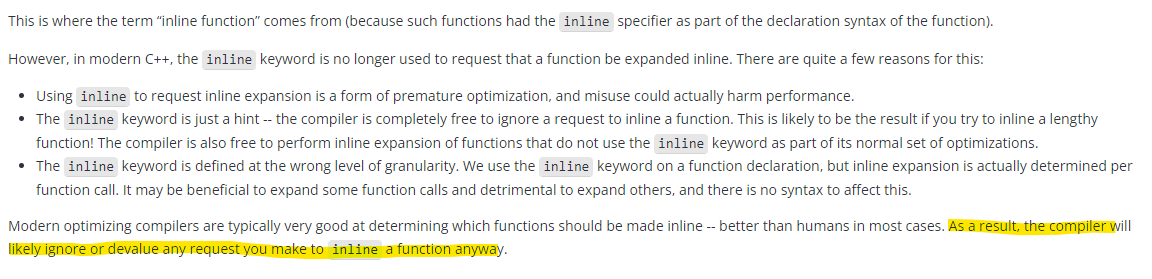 This is where the term “inline function” comes from (because such functions had the inline specifier as part of the declaration syntax of the function).
However, in modern C++, the inline keyword is no longer used to request that a function be expanded inline. There are quite a few reasons for this:
• Using inline to request inline expansion is a form of premature optimization, and misuse could actually harm performance.
• The inline keyword is just a hint -- the compiler is completely free to ignore a request to inline a function. This is likely to be the result if you try to inline a lengthy
function! The compiler is also free to perform inline expansion of functions that do not use the inline keyword as part of its normal set of optimizations.
• The inline keyword is defined at the wrong level of granularity. We use the inline keyword on a function declaration, but inline expansion is actually determined per
function call. It may be beneficial to expand some function calls and detrimental to expand others, and there is no syntax to affect this.
Modern optimizing compilers are typically very good at determining which functions should be made inline -- better than humans in most cases. As a result, the compiler will
likely ignore or devalue any request you make to inline a function anyway.